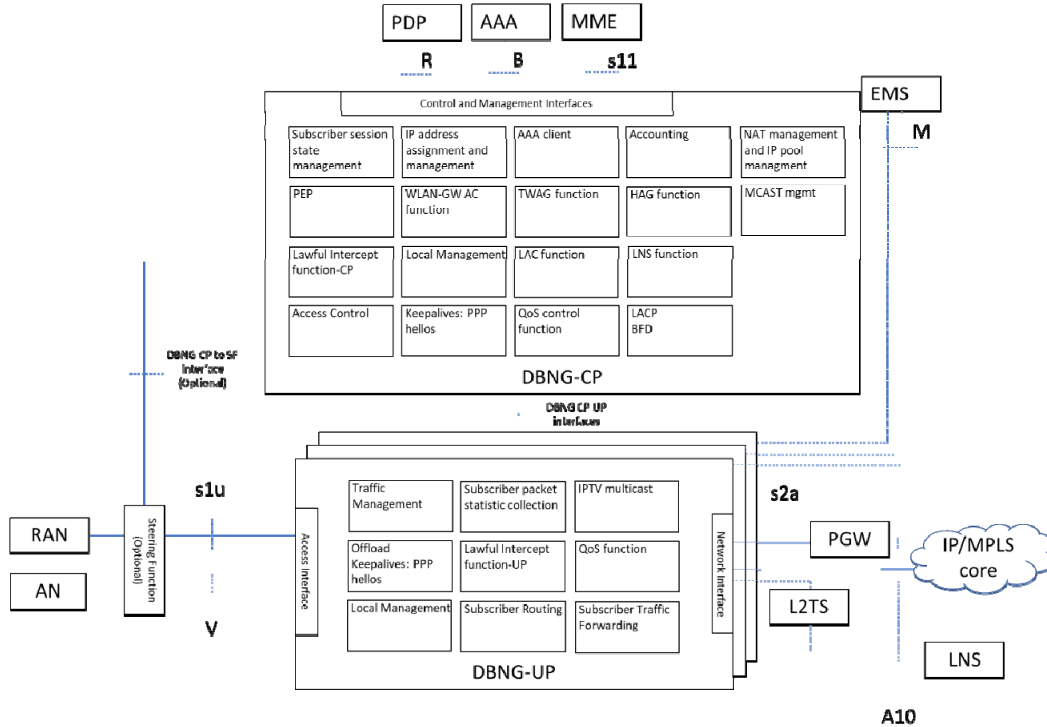 PDP
AAA
MME
R
B
s11
EMS
M
Control and Management Interfaces
Subscriber session
state
management
IP address
assignment and
management
AAA client
Accounting
NAT management
and IP pool
managment
PEP
WLAN-GW AC
function
TWAG function
HAG function
MCAST mgmt
Lawful Intercept
function-CP
Local Management
LAC function
LNS function
Access Control
Keepalives: PPP
hellos
QoS control
function
LACP
BFD
DBNG-CP
DBNG CP to SF
Interface
(Optional)
DBNG CP UP
interfaces
s1u
s2a
RAN
AN
Steering Function
(Optional)
V
Access Interface
Traffic
Management
Subscriber packet
statistic collection
IPTV multicast
Offload
Keepalives: PPP
hellos
Lawful Intercept
function-UP
QoS function
Local Management
Subscriber Routing
Subscriber Traffic
Forwarding
Network Interface
DBNG-UP
PGW
IP/MPLS
core
L2TS
LNS
A10